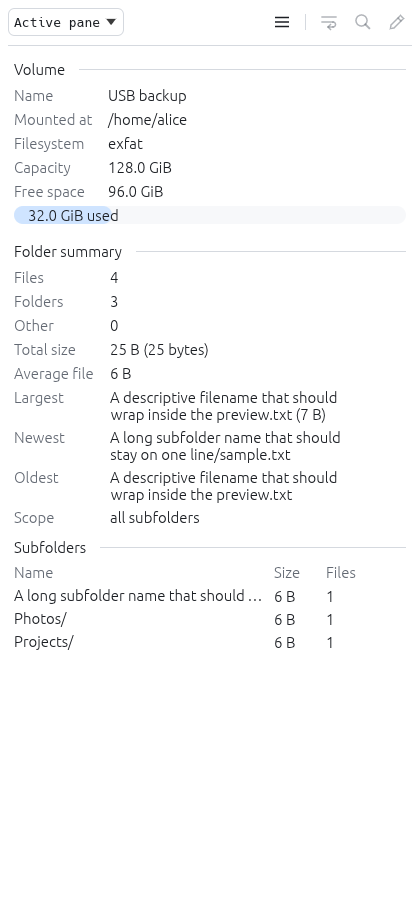 Active pane
Volume
Name USB backup
Mounted at /home/alice
Filesystem exfat
Capacity 128.0 GiB
Free space 96.0 GiB
32.0 GiB used
Folder summary
Files 4
Folders 3
Other 0
Total size 25 B (25 bytes)
Average file 6 B
Largest A descriptive filename that should
wrap inside the preview.txt (7 B)
Newest A long subfolder name that should
stay on one line/sample.txt
Oldest A descriptive filename that should
wrap inside the preview.txt
Scope all subfolders
Subfolders
Name Size Files
A long subfolder name that should … 6 B 1
Photos/ 6 B 1
Projects/ 6 B 1